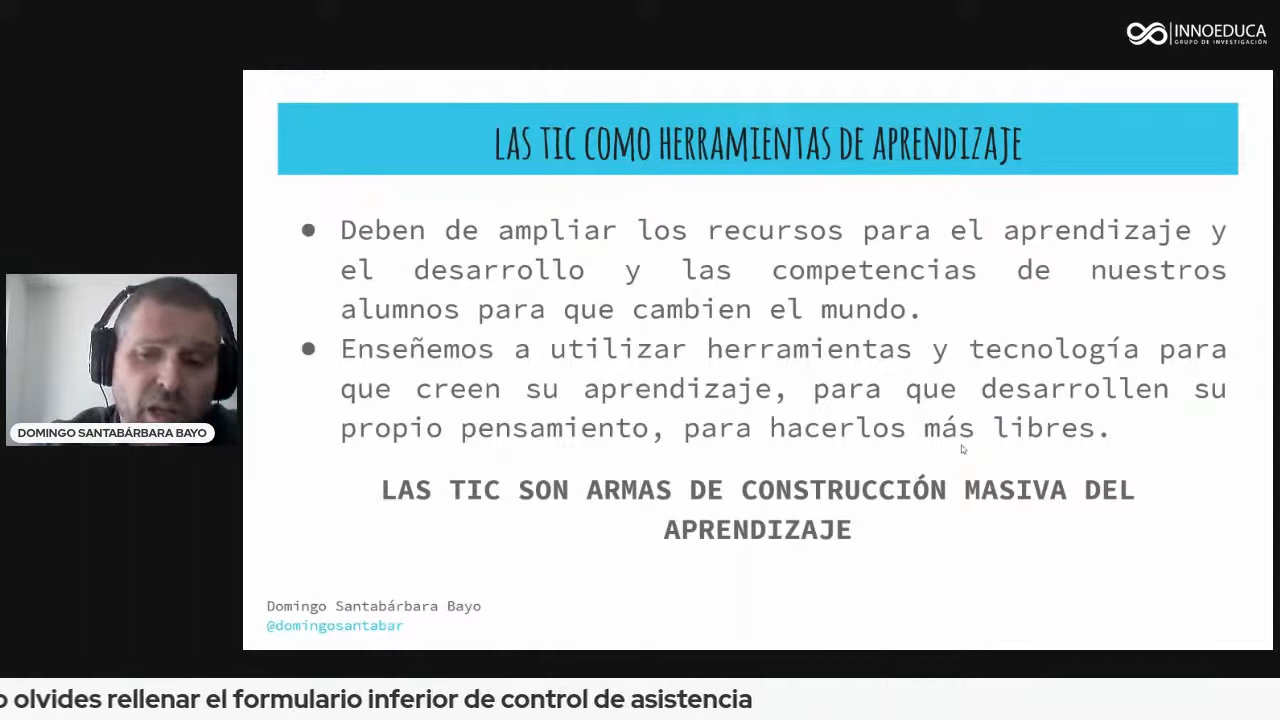 INNOEDUCA
GRUPO DE INVESTIGACIÓN
LAS TIC COMO HERRAMIENTAS DE APRENDIZAJE
● Deben de ampliar los recursos para el aprendizaje y
el desarrollo y las competencias de nuestros
alumnos para que cambien el mundo.
● Enseñemos a utilizar herramientas y tecnología para
que creen su aprendizaje, para que desarrollen su
propio pensamiento, para hacerlos más libres.
LAS TIC SON ARMAS DE CONSTRUCCIÓN MASIVA DEL
APRENDIZAJE
DOMINGO SANTABÁRBARA BAYO
Domingo Santabárbara Bayo
@domingosantabar
o olvides rellenar el formulario inferior de control de asistencia